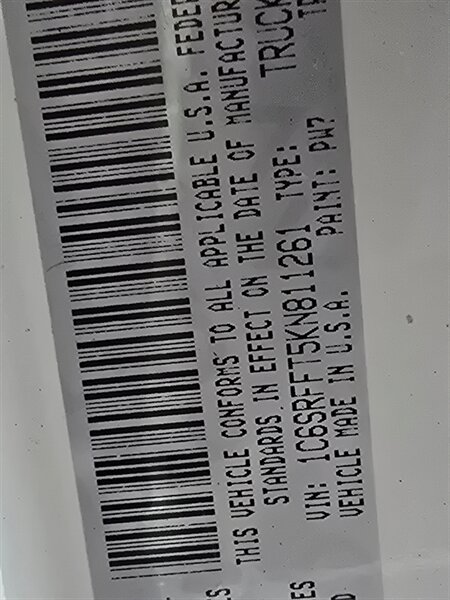 THIS VEHICLE CONFORMS TO ALL APPLICABLE U.S.A. FEDER
STANDARDS IN EFFECT ON THE DATE OF MANUFACTUR
VIN: 1C6SRFFT5KN811261 TYPE: TRUCK
VEHICLE MADE IN U.S.A. PAINT: PW7